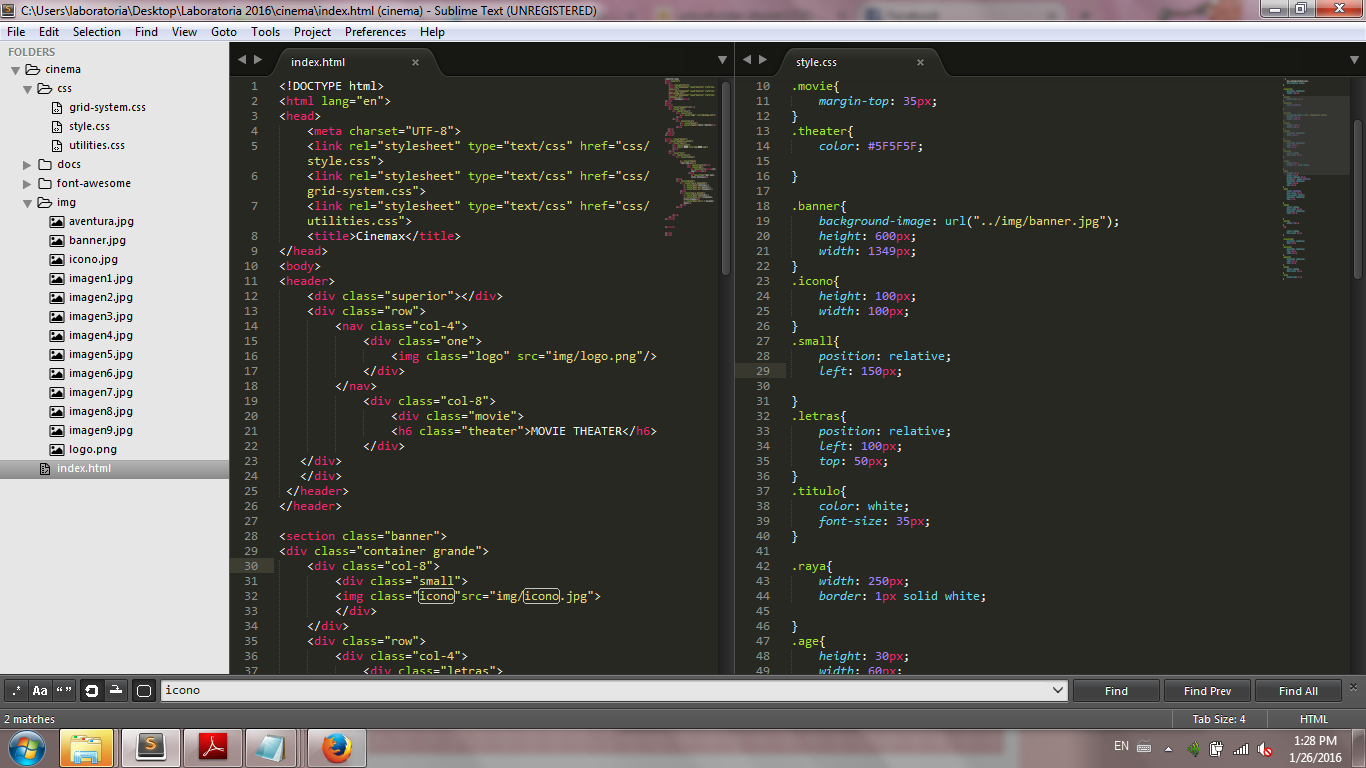 C:\Users\laboratoria\Desktop\Laboratoria 2016\cinema\index.html (cinema) - Sublime Text (UNREGISTERED)
File Edit Selection Find View Goto Tools Project Preferences Help
FOLDERS
cinema
css
grid-system.css
style.css
utilities.css
docs
font-awesome
img
aventura.jpg
banner.jpg
icono.jpg
imagen1.jpg
imagen2.jpg
imagen3.jpg
imagen4.jpg
imagen5.jpg
imagen6.jpg
imagen7.jpg
imagen8.jpg
imagen9.jpg
logo.png
index.html
index.html
1 <!DOCTYPE html>
2 <html lang="en">
3 <head>
4 <meta charset="UTF-8">
5 <link rel="stylesheet" type="text/css" href="css/
style.css">
6 <link rel="stylesheet" type="text/css" href="css/
grid-system.css">
7 <link rel="stylesheet" type="text/css" href="css/
utilities.css">
8 <title>Cinemax</title>
9 </head>
10 <body>
11 <header>
12 <div class="superior"></div>
13 <div class="row">
14 <nav class="col-4">
15 <div class="one">
16 <img class="logo" src="img/logo.png"/>
17 </div>
18 </nav>
19 <div class="col-8">
20 <div class="movie">
21 <h6 class="theater">MOVIE THEATER</h6>
22 </div>
23 </div>
24 </div>
25 </header>
26 </header>
27
28 <section class="banner">
29 <div class="container grande">
30 <div class="col-8">
31 <div class="small">
32 <img class="icono"src="img/icono.jpg">
33 </div>
34 </div>
35 <div class="row">
36 <div class="col-4">
37 <div class="letras">
style.css
10 .movie{
11 margin-top: 35px;
12 }
13 .theater{
14 color: #5F5F5F;
15
16 }
17
18 .banner{
19 background-image: url("../img/banner.jpg");
20 height: 600px;
21 width: 1349px;
22 }
23 .icono{
24 height: 100px;
25 width: 100px;
26 }
27 .small{
28 position: relative;
29 left: 150px;
30
31 }
32 .letras{
33 position: relative;
34 left: 100px;
35 top: 50px;
36 }
37 .titulo{
38 color: white;
39 font-size: 35px;
40 }
41
42 .raya{
43 width: 250px;
44 border: 1px solid white;
45
46 }
47 .age{
48 height: 30px;
49 width: 60px;
.* Aa “” icono Find Find Prev Find All
2 matches Tab Size: 4 HTML
EN 1:28 PM
1/26/2016